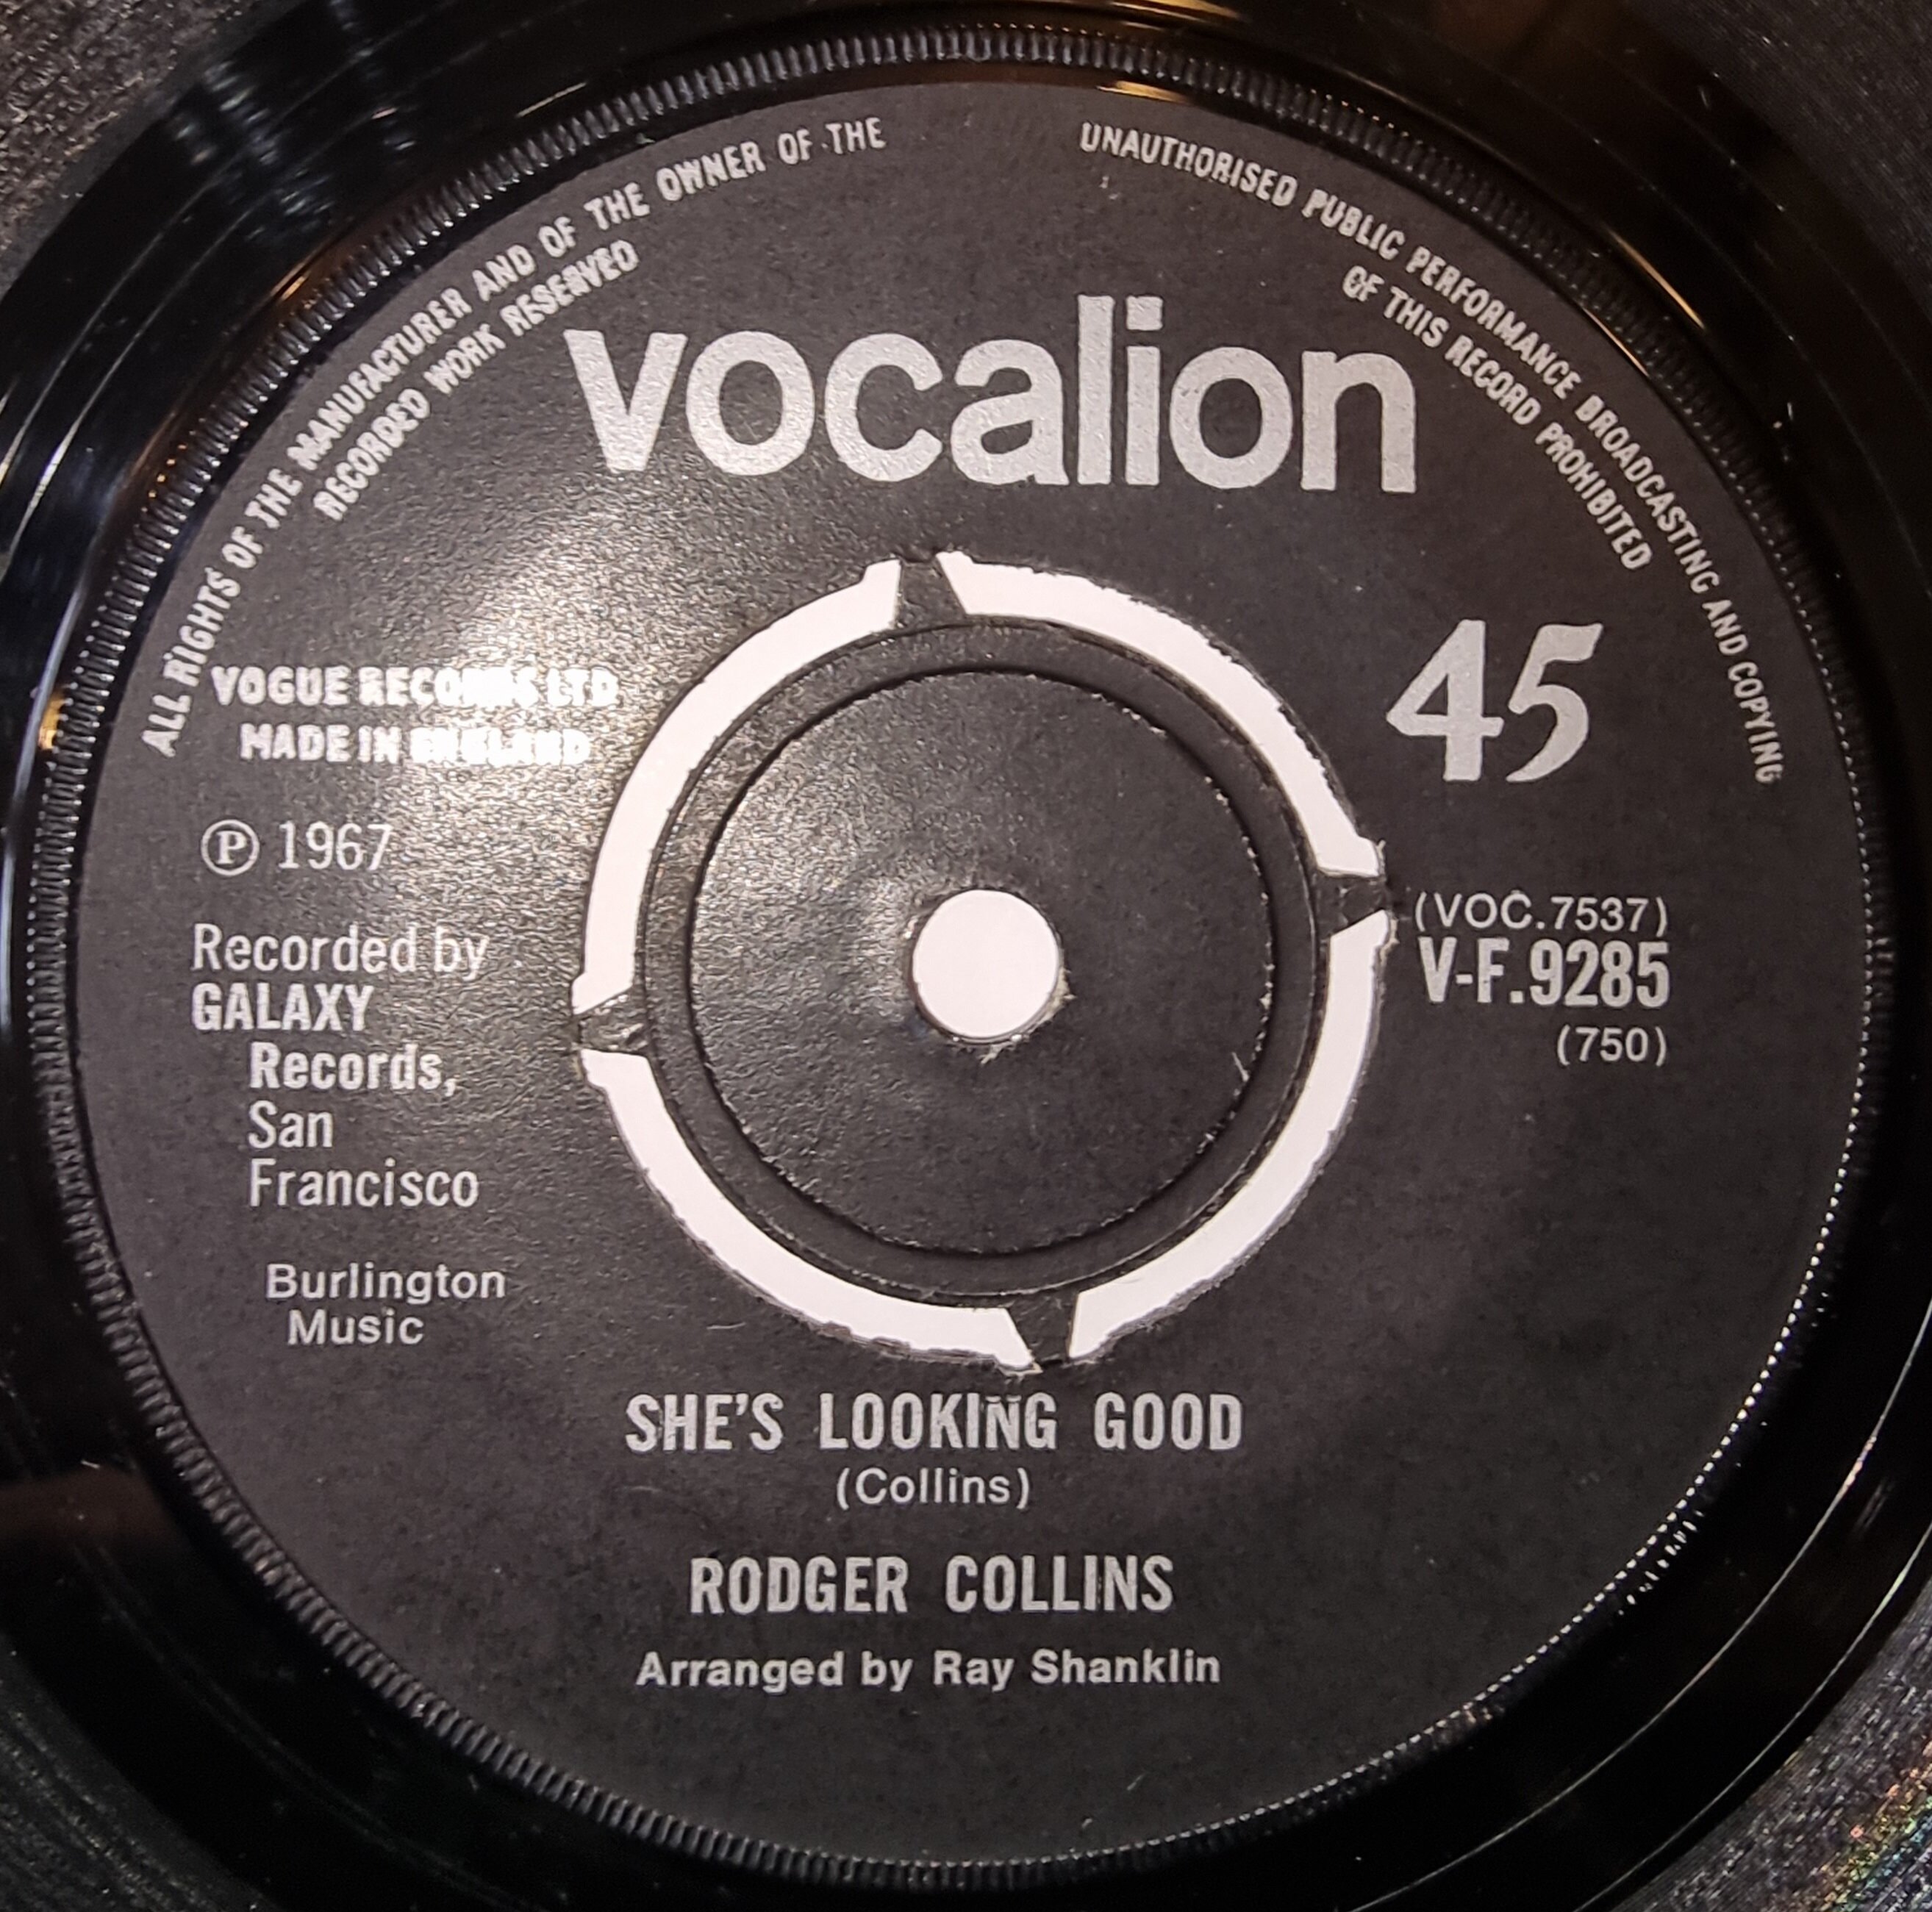 ALL RIGHTS OF THE MANUFACTURER AND OF THE OWNER OF THE
RECORDED WORK RESERVED
UNAUTHORISED PUBLIC PERFORMANCE BROADCASTING AND COPYING
OF THIS RECORD PROHIBITED
vocalion
VOGUE RECORDS LTD
MADE IN ENGLAND
45
℗ 1967
(VOC.7537)
V-F.9285
(750)
Recorded by
GALAXY
Records,
San
Francisco
Burlington
Music
SHE'S LOOKING GOOD
(Collins)
RODGER COLLINS
Arranged by Ray Shanklin